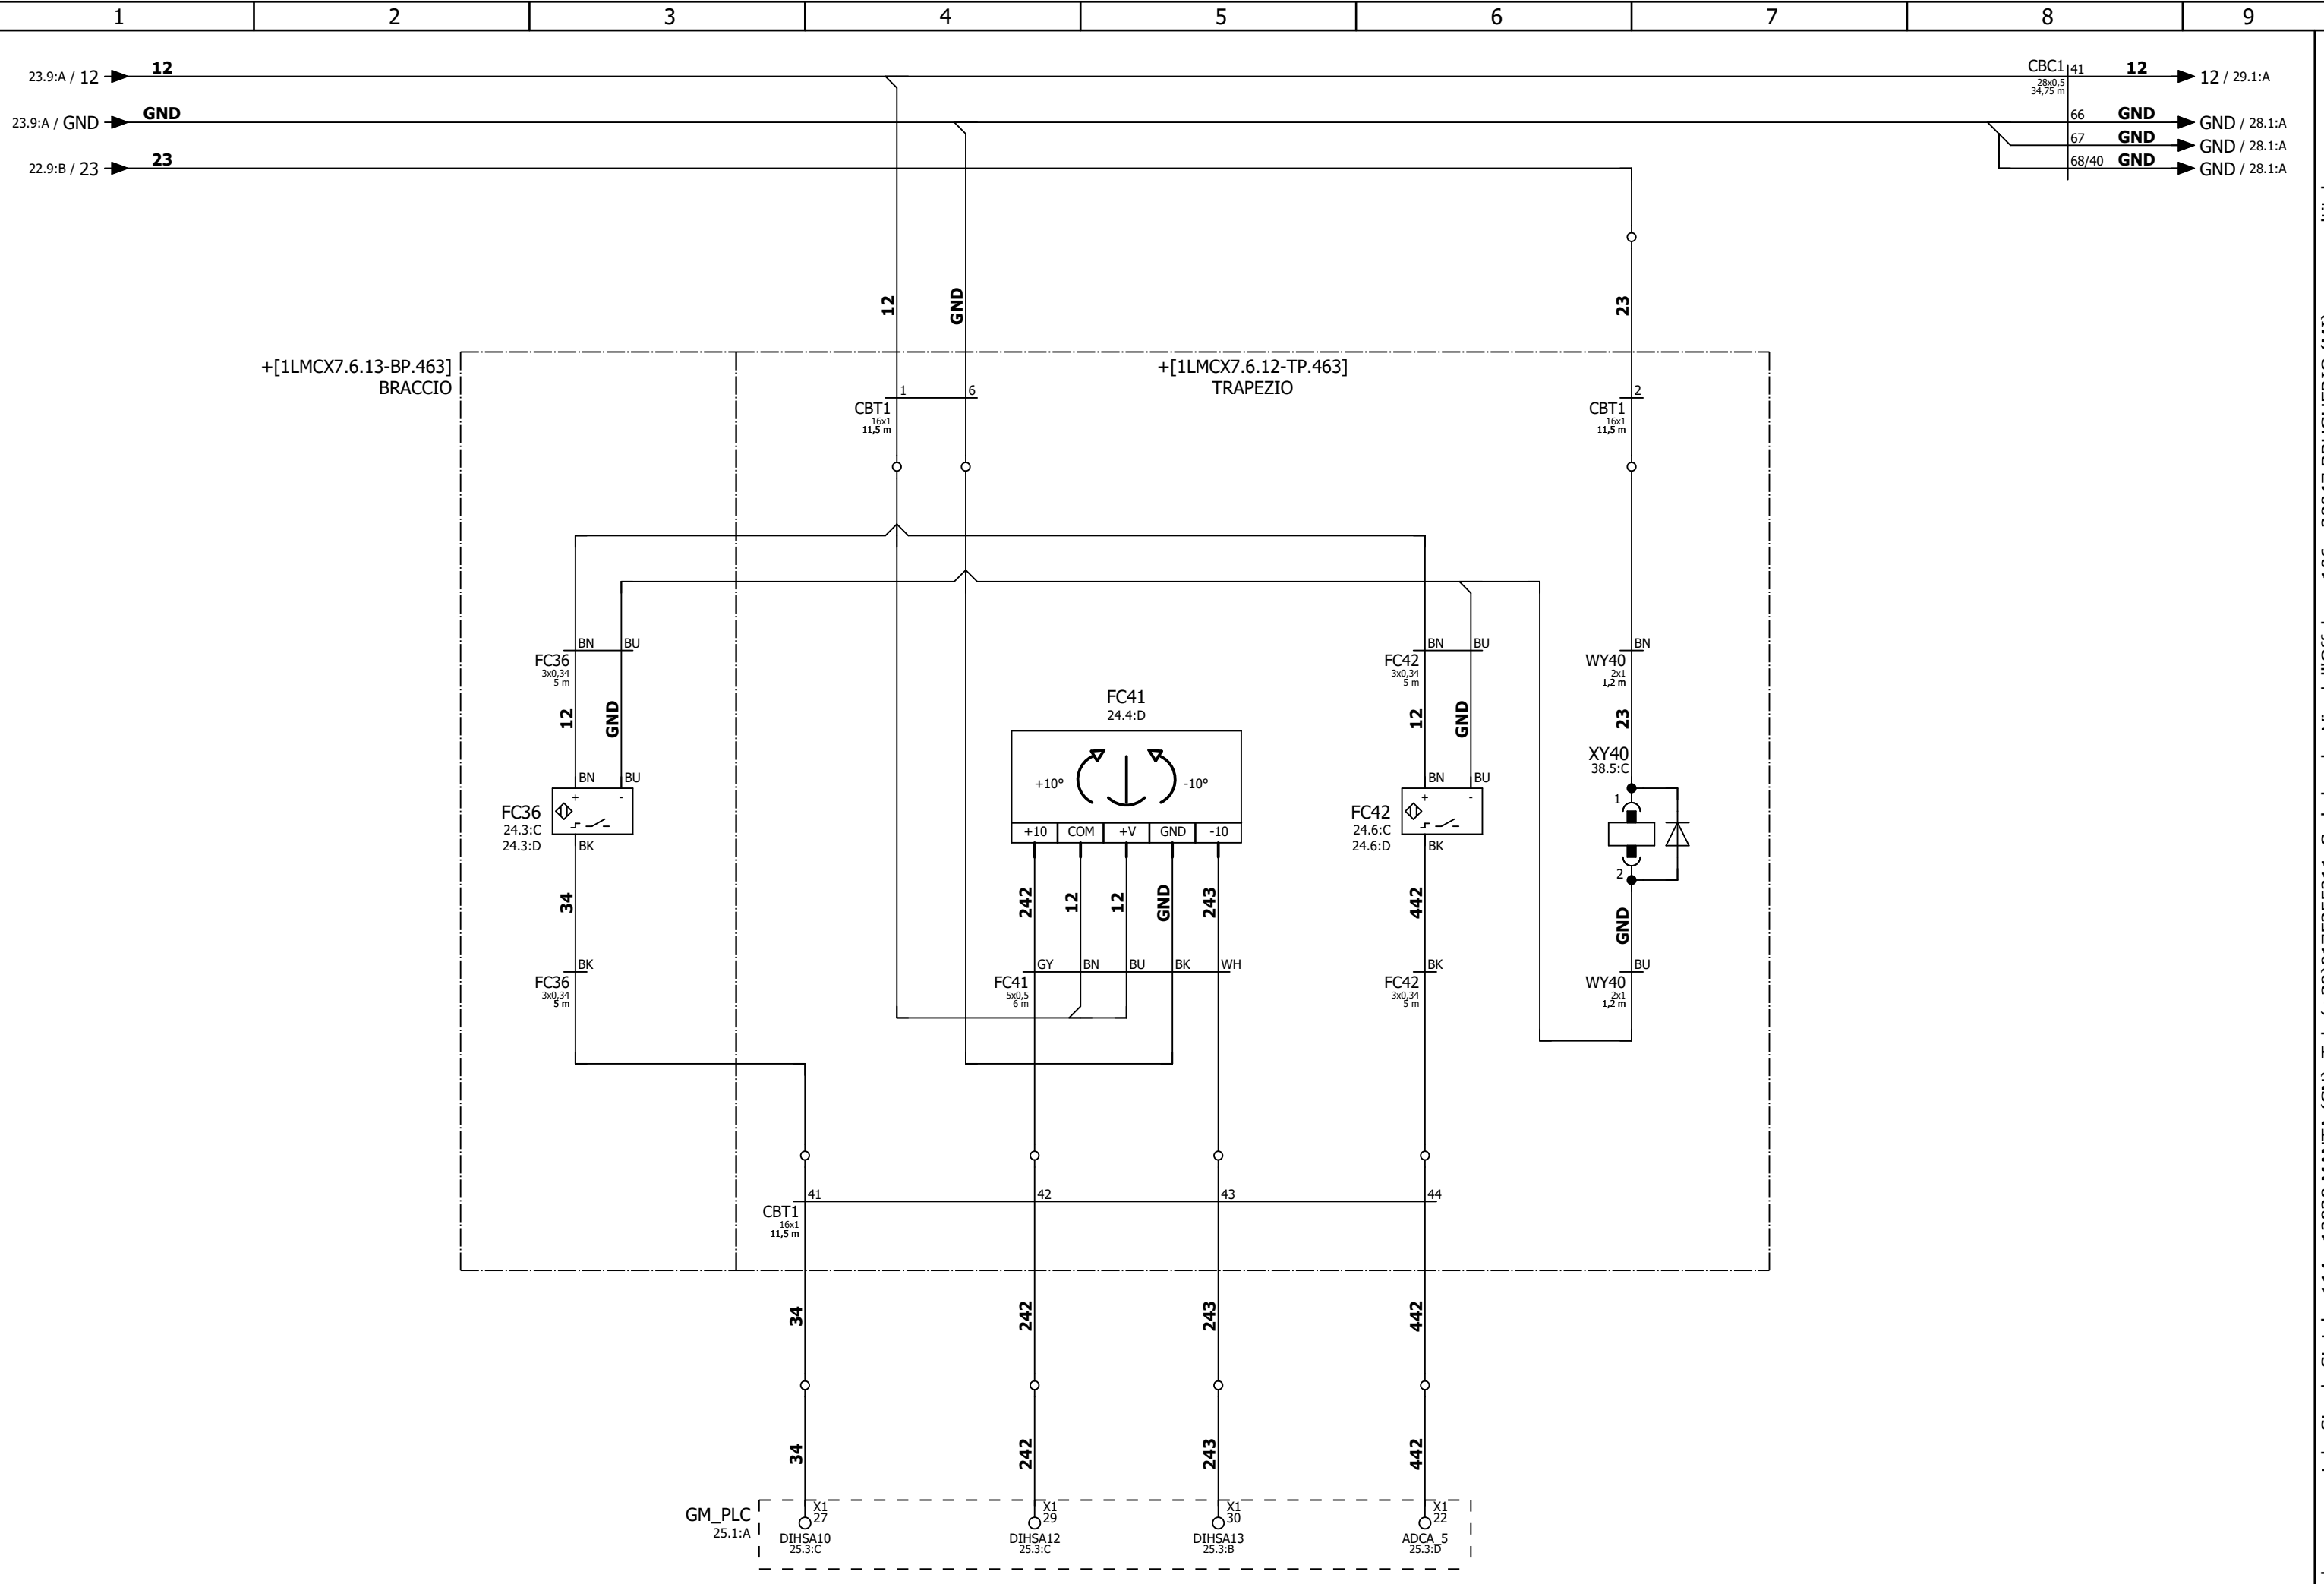 1 2 3 4 5 6 7 8 9
23.9:A / 12
12
CBC1
28x0,5
34,75 m
41
12
12 / 29.1:A
23.9:A / GND
GND
66
GND
GND / 28.1:A
67
GND
GND / 28.1:A
22.9:B / 23
23
68/40
GND
GND / 28.1:A
12
GND
23
+[1LMCX7.6.13-BP.463]
BRACCIO
+[1LMCX7.6.12-TP.463]
TRAPEZIO
1
6
CBT1
16x1
11,5 m
2
CBT1
16x1
11,5 m
BN
BU
FC36
3x0,34
5 m
12
GND
BN
BU
FC42
3x0,34
5 m
12
GND
BN
WY40
2x1
1,2 m
23
FC41
24.4:D
+10°
-10°
+10
COM
+V
GND
-10
XY40
38.5:C
1
2
BN
BU
+
-
FC36
24.3:C
24.3:D
BK
BN
BU
+
-
FC42
24.6:C
24.6:D
BK
34
242
12
12
GND
243
442
GND
BK
FC36
3x0,34
5 m
GY
BN
BU
BK
WH
FC41
5x0,5
6 m
BK
FC42
3x0,34
5 m
BU
WY40
2x1
1,2 m
41
42
43
44
CBT1
16x1
11,5 m
34
242
243
442
34
242
243
442
GM_PLC
25.1:A
X1
27
DIHSA10
25.3:C
X1
29
DIHSA12
25.3:C
X1
30
DIHSA13
25.3:B
X1
22
ADCA_5
25.3:D